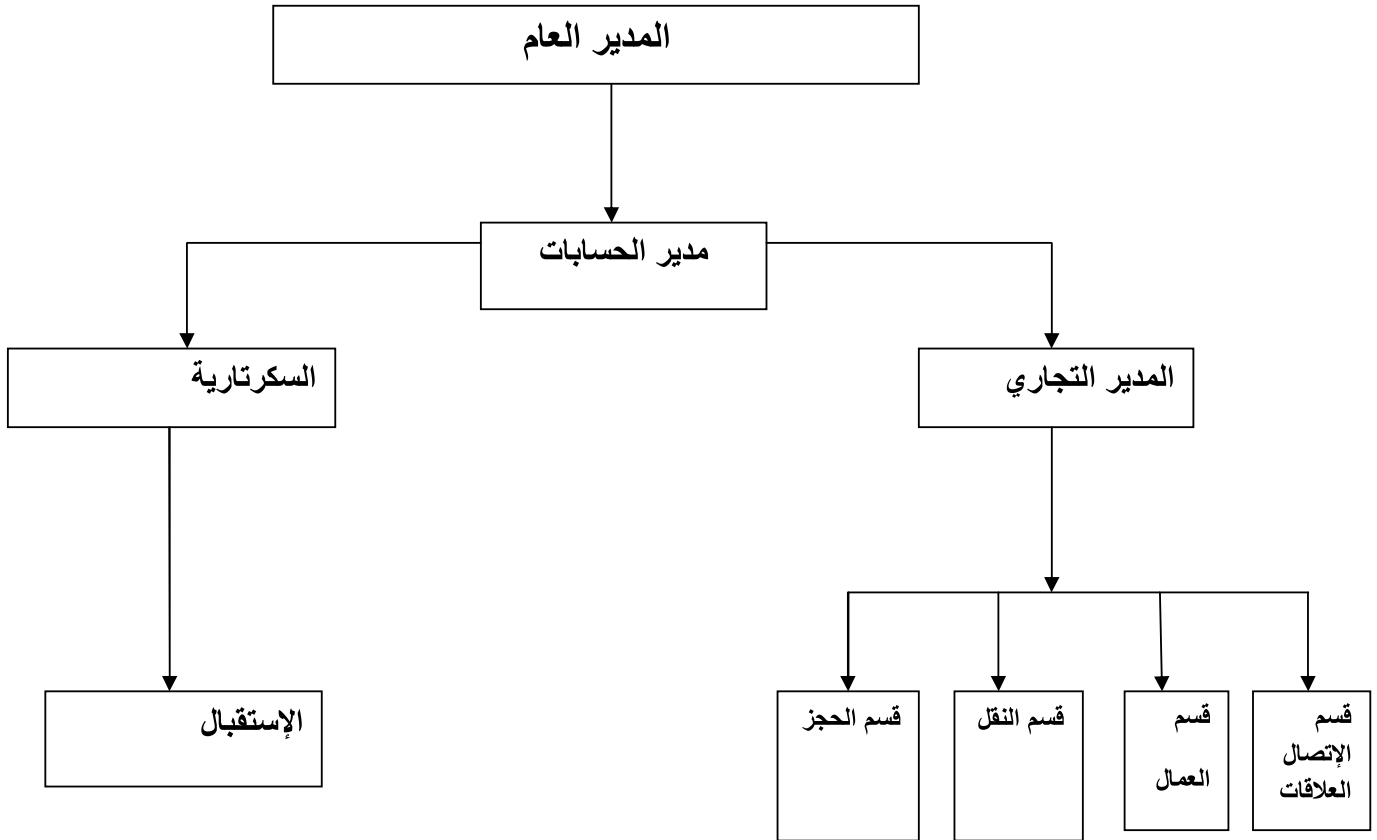 المدير العام
مدير الحسابات
المدير التجاري
السكرتارية
قسم
الإتصال
العلاقات
قسم
العمال
قسم النقل
قسم الحجز
الإستقبال